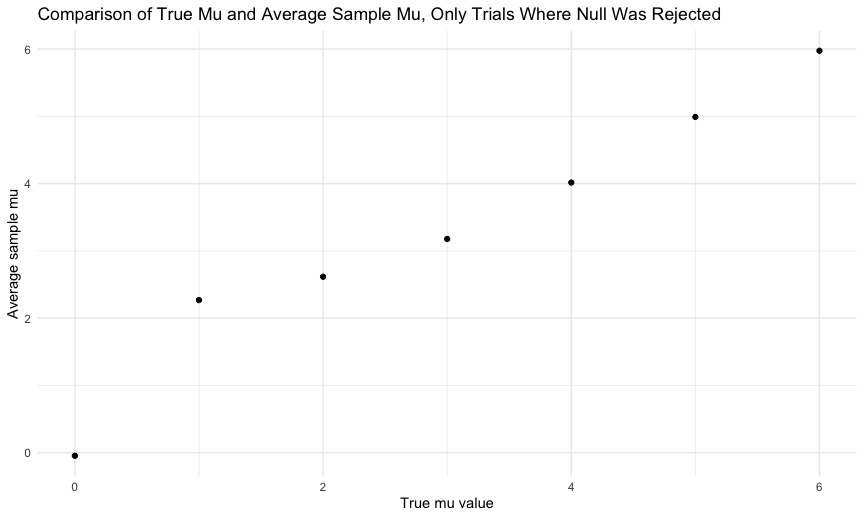 Comparison of True Mu and Average Sample Mu, Only Trials Where Null Was Rejected
6
4
2
0
Average sample mu
0 2 4 6
True mu value